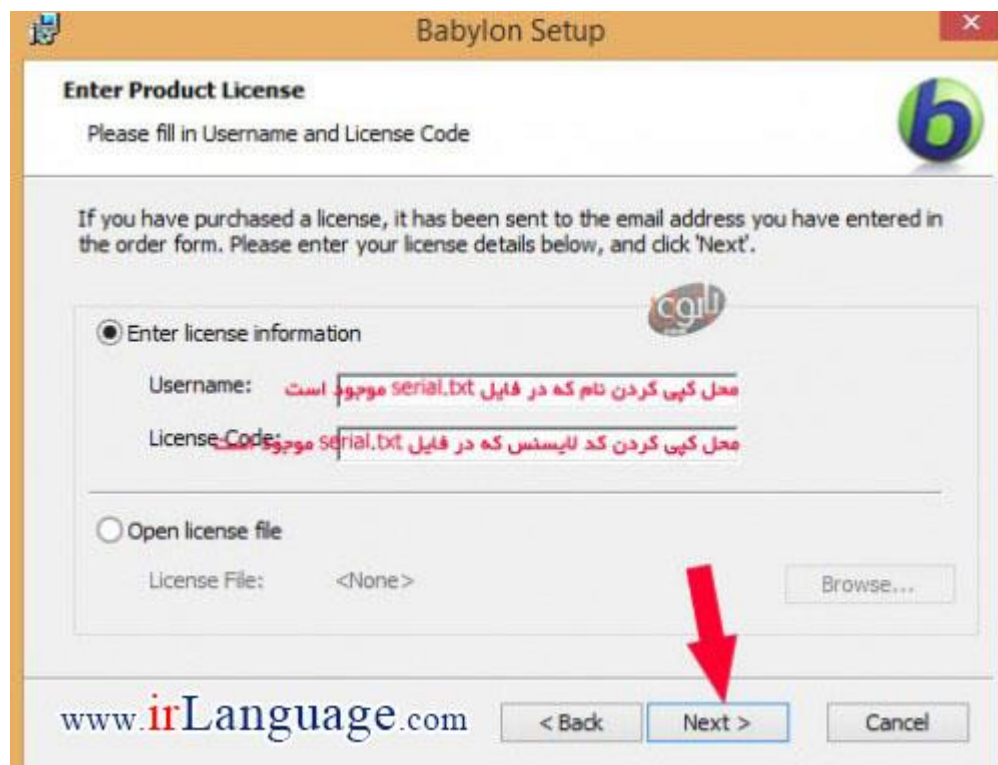 Babylon Setup
Enter Product License
Please fill in Username and License Code
If you have purchased a license, it has been sent to the email address you have entered in
the order form. Please enter your license details below, and click 'Next'.
Enter license information
Username: محل کپی کردن نام که در فایل serial.txt موجود است
License Code: محل کپی کردن کد لایسنس که در فایل serial.txt موجود است
Open license file
License File: <None> Browse...
www.irLanguage.com < Back Next > Cancel